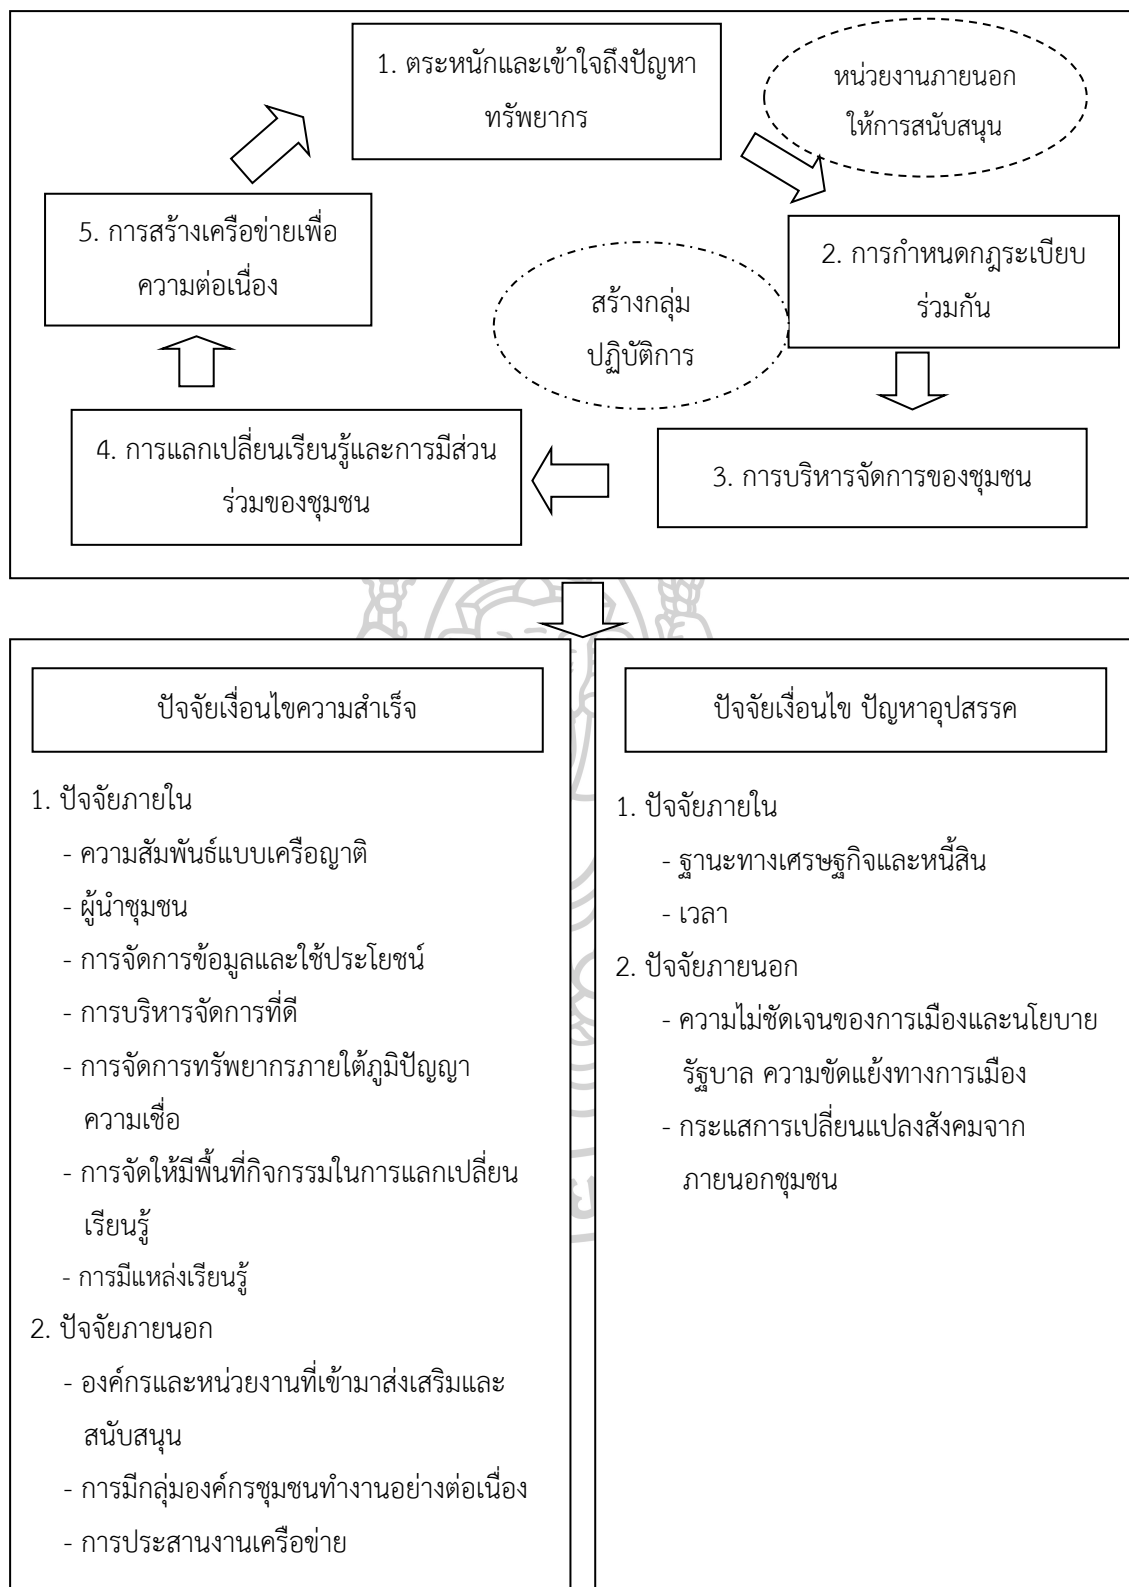 1. ตระหนักและเข้าใจถึงปัญหา
ทรัพยากร
หน่วยงานภายนอก
ให้การสนับสนุน
5. การสร้างเครือข่ายเพื่อ
ความต่อเนื่อง
2. การกำหนดกฎระเบียบ
ร่วมกัน
สร้างกลุ่ม
ปฏิบัติการ
4. การแลกเปลี่ยนเรียนรู้และการมีส่วน
ร่วมของชุมชน
3. การบริหารจัดการของชุมชน
ปัจจัยเงื่อนไขความสำเร็จ
1. ปัจจัยภายใน
- ความสัมพันธ์แบบเครือญาติ
- ผู้นำชุมชน
- การจัดการข้อมูลและใช้ประโยชน์
- การบริหารจัดการที่ดี
- การจัดการทรัพยากรภายใต้ภูมิปัญญา
ความเชื่อ
- การจัดให้มีพื้นที่กิจกรรมในการแลกเปลี่ยน
เรียนรู้
- การมีแหล่งเรียนรู้
2. ปัจจัยภายนอก
- องค์กรและหน่วยงานที่เข้ามาส่งเสริมและ
สนับสนุน
- การมีกลุ่มองค์กรชุมชนทำงานอย่างต่อเนื่อง
- การประสานงานเครือข่าย
ปัจจัยเงื่อนไข ปัญหาอุปสรรค
1. ปัจจัยภายใน
- ฐานะทางเศรษฐกิจและหนี้สิน
- เวลา
2. ปัจจัยภายนอก
- ความไม่ชัดเจนของการเมืองและนโยบาย
รัฐบาล ความขัดแย้งทางการเมือง
- กระแสการเปลี่ยนแปลงสังคมจาก
ภายนอกชุมชน